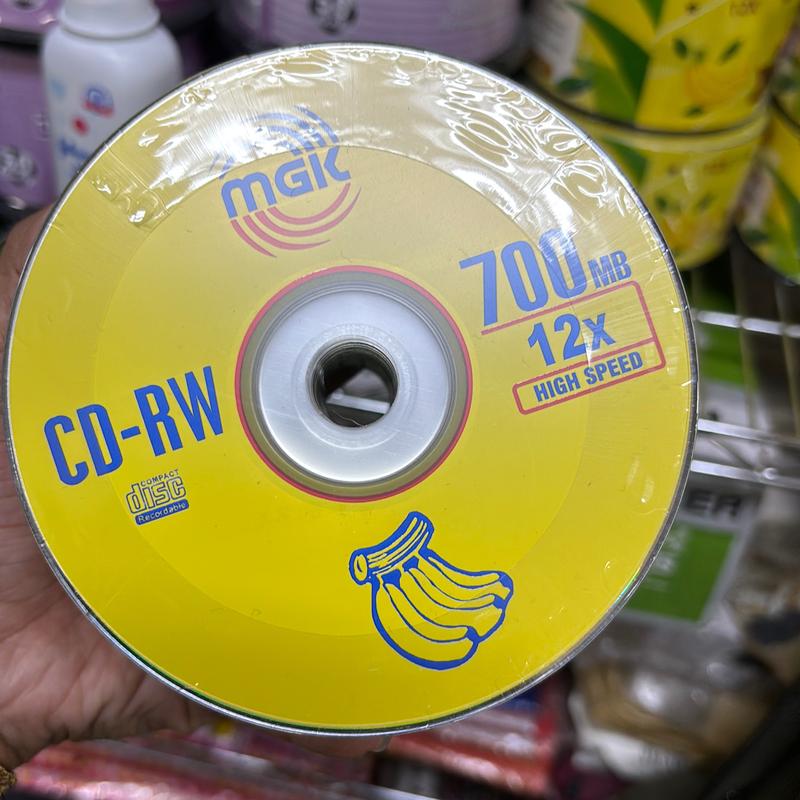 mGK
700 MB
12x
HIGH SPEED
CD-RW
COMPACT
disc
Recordable